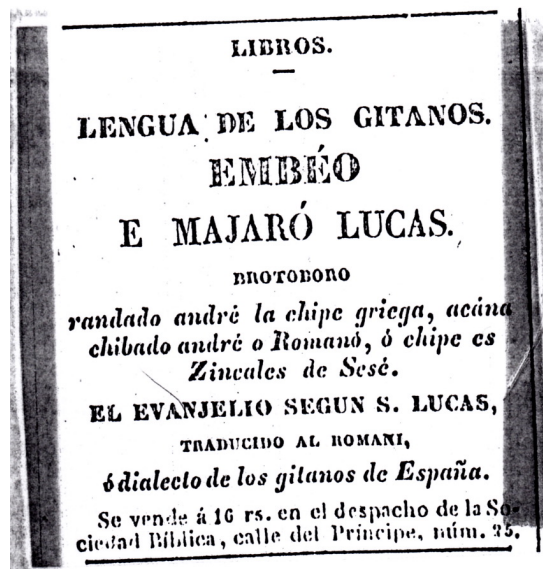 LIBROS.
LENGUA DE LOS GITANOS.
EMBÉO
E MAJARÓ LUCAS.
BROTOBORO
randado andré la chipe griega, acána
chibado andré o Romanó, ó chipe es
Zincales de Sesé.
EL EVANJELIO SEGUN S. LUCAS,
TRADUCIDO AL ROMANI,
ó dialecto de los gitanos de España.
Se vende á 16 rs. en el despacho de la So-
ciedad Bíblica, calle del Príncipe, núm. 25.